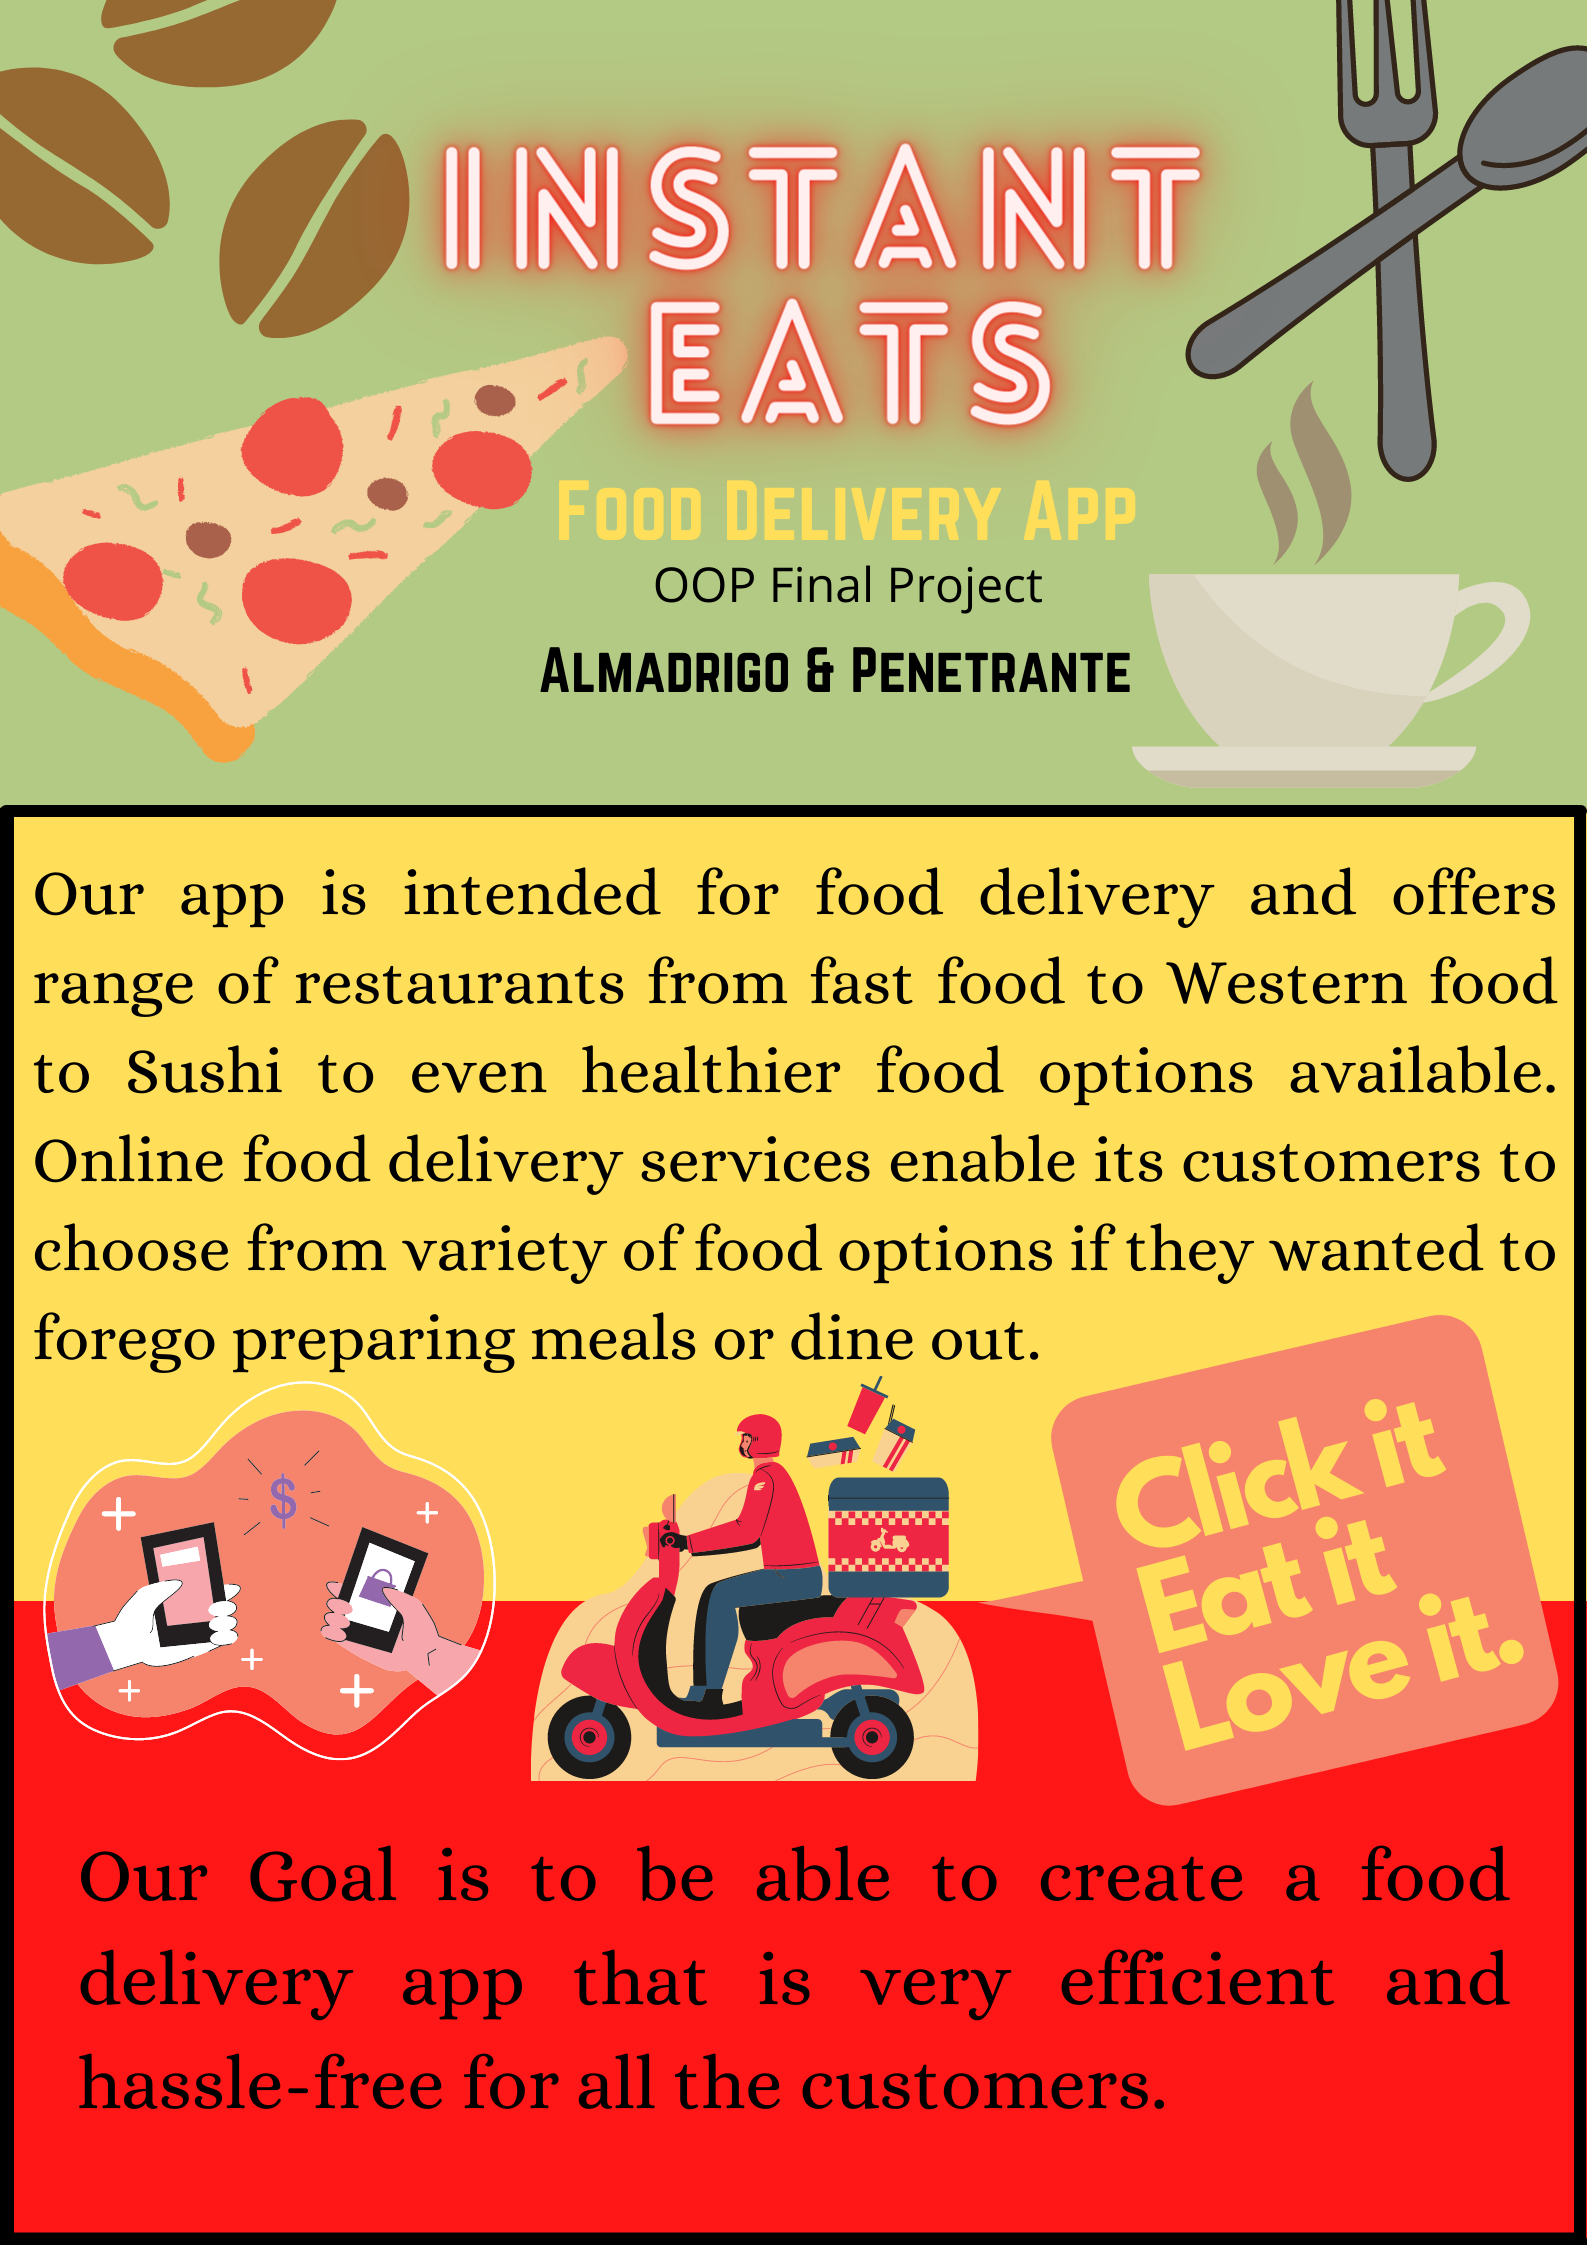 INSTANT
EATS
Food Delivery App
OOP Final Project
Almadrigo & Penetrante
Our app is intended for food delivery and offers
range of restaurants from fast food to Western food
to Sushi to even healthier food options available.
Online food delivery services enable its customers to
choose from variety of food options if they wanted to
forego preparing meals or dine out.
$
Click it
Eat it
Love it.
Our Goal is to be able to create a food
delivery app that is very efficient and
hassle-free for all the customers.